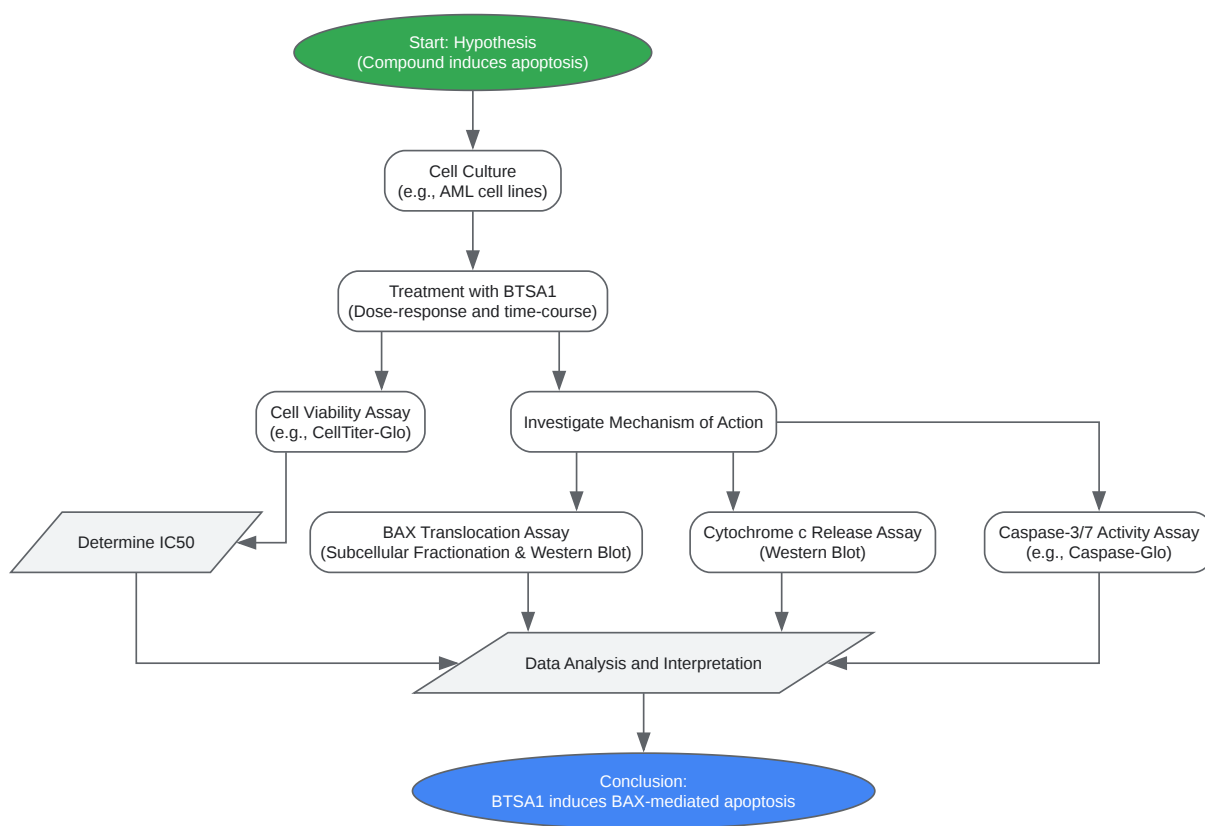 Start: Hypothesis
(Compound induces apoptosis)
Cell Culture
(e.g., AML cell lines)
Treatment with BTSA1
(Dose-response and time-course)
Cell Viability Assay
(e.g., CellTiter-Glo)
Investigate Mechanism of Action
Determine IC50
BAX Translocation Assay
(Subcellular Fractionation & Western Blot)
Cytochrome c Release Assay
(Western Blot)
Caspase-3/7 Activity Assay
(e.g., Caspase-Glo)
Data Analysis and Interpretation
Conclusion:
BTSA1 induces BAX-mediated apoptosis